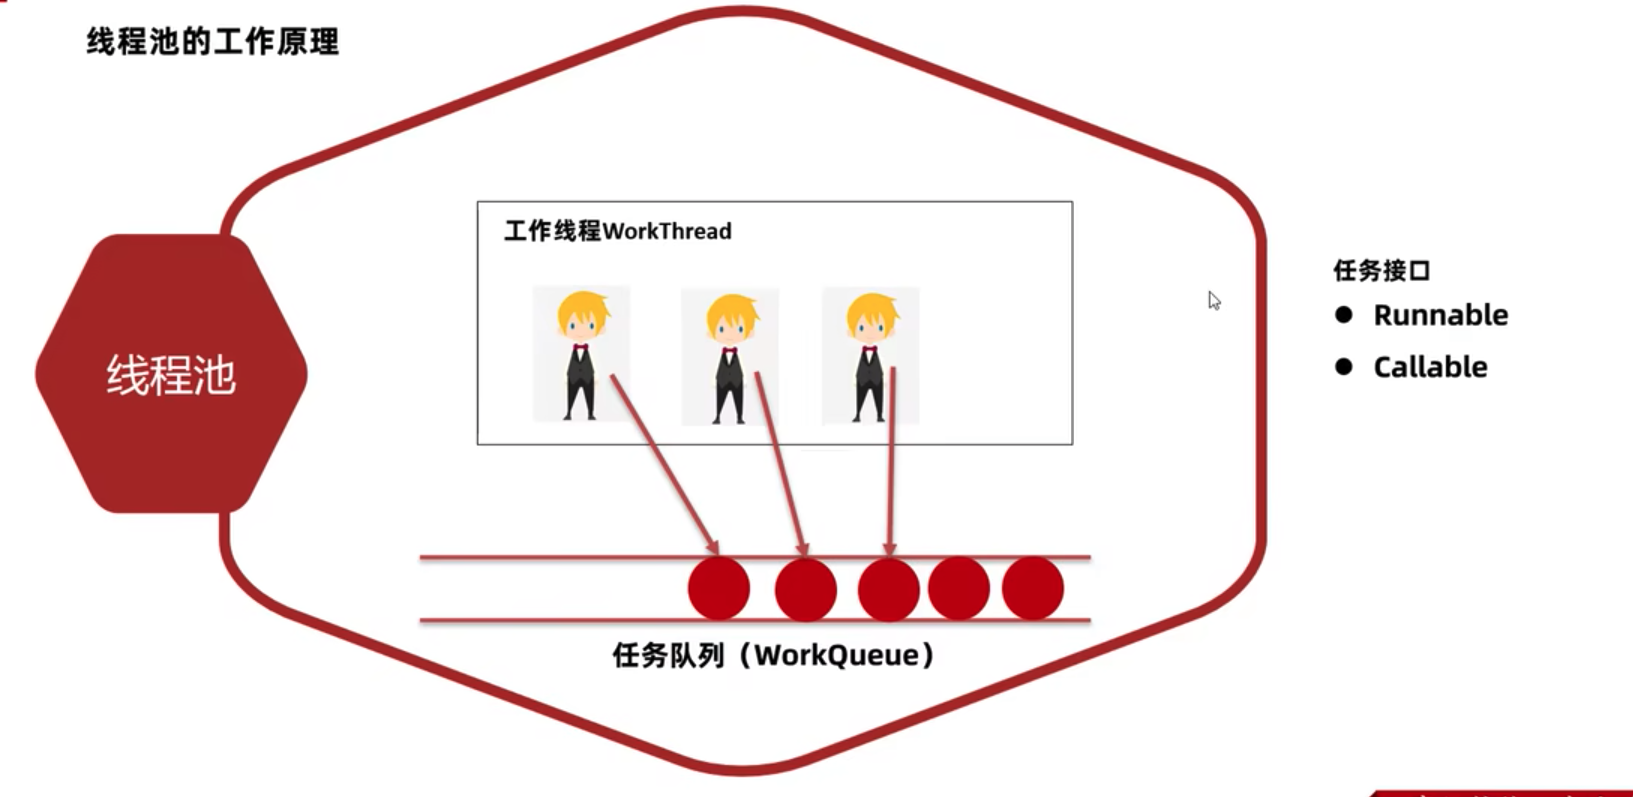 线程池的工作原理
工作线程WorkThread
线程池
任务接口
Runnable
Callable
任务队列（WorkQueue）